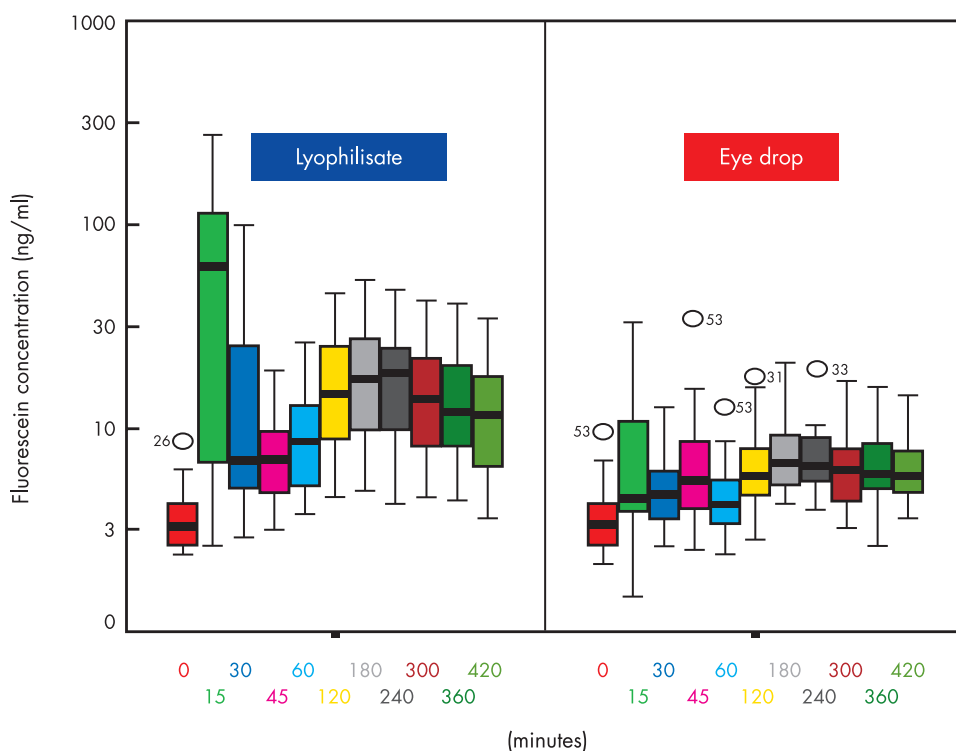 1000
300
100
30
10
3
0
Fluorescein concentration (ng/ml)
Lyophilisate
Eye drop
26
53
53
53
31
33
0 30 60 180 300 420
15 45 120 240 360
0 30 60 180 300 420
15 45 120 240 360
(minutes)